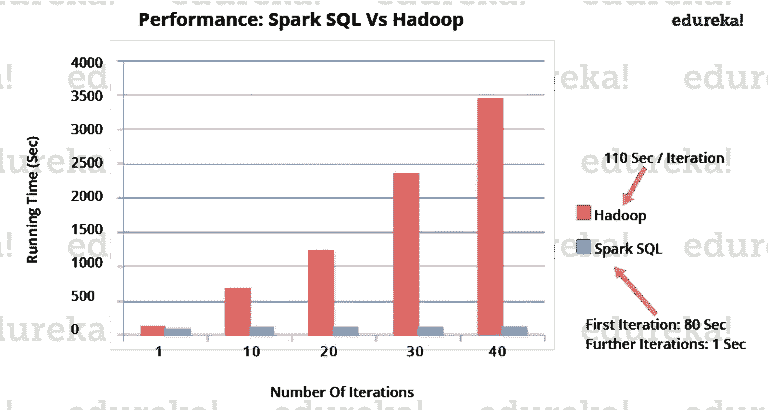 Performance: Spark SQL Vs Hadoop
edureka!
4000
3500
3000
2500
2000
1500
1000
500
0
Running Time (Sec)
1 10 20 30 40
Number Of Iterations
110 Sec / Iteration
Hadoop
Spark SQL
First Iteration: 80 Sec
Further Iterations: 1 Sec